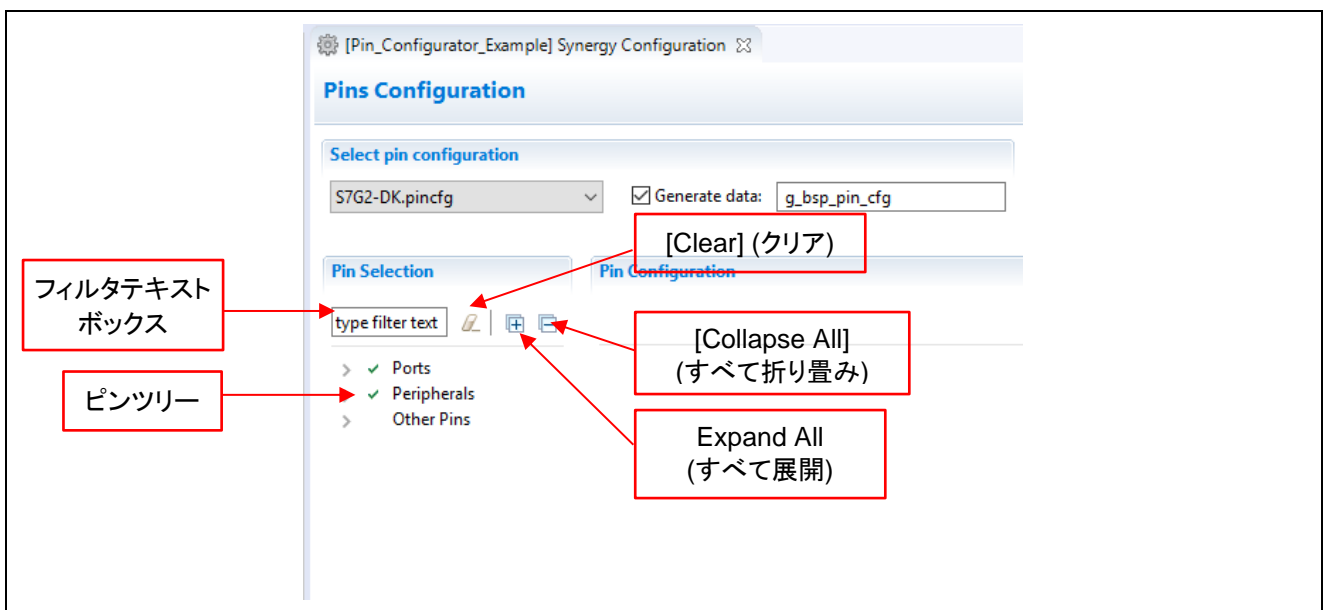 [Pin_Configurator_Example] Synergy Configuration
Pins Configuration
Select pin configuration
S7G2-DK.pincfg
Generate data:
g_bsp_pin_cfg
[Clear] (クリア)
Pin Selection
Pin Configuration
フィルタテキスト
ボックス
type filter text
[Collapse All]
(すべて折り畳み)
Ports
ピンツリー
Peripherals
Other Pins
Expand All
(すべて展開)